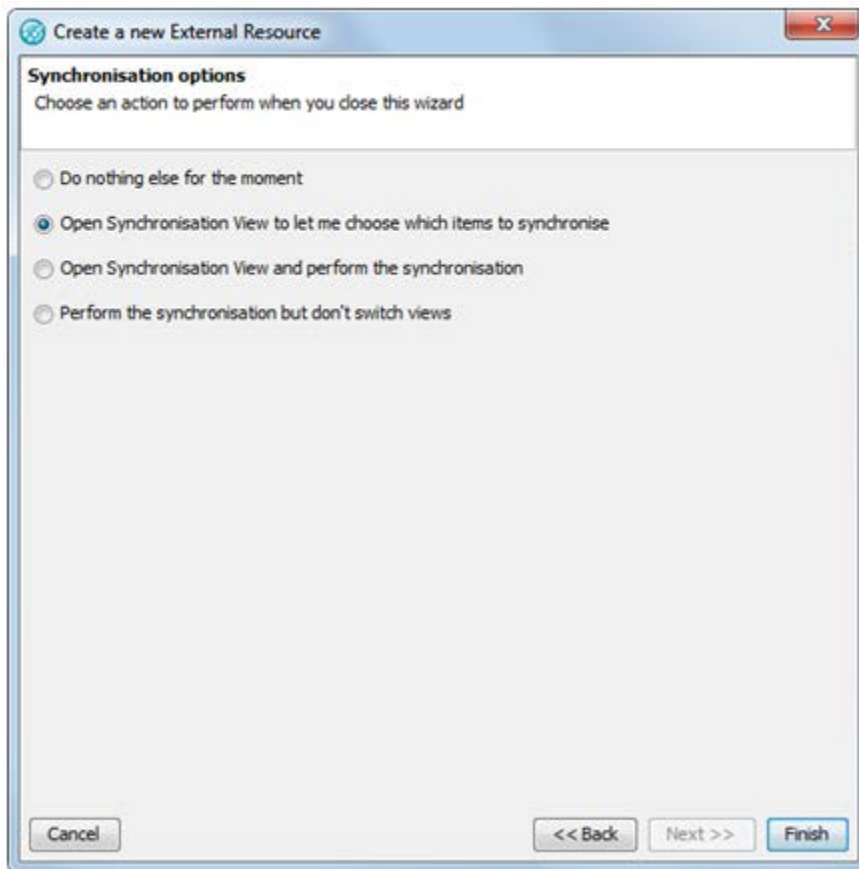 Create a new External Resource
Synchronisation options
Choose an action to perform when you close this wizard
Do nothing else for the moment
Open Synchronisation View to let me choose which items to synchronise
Open Synchronisation View and perform the synchronisation
Perform the synchronisation but don't switch views
Cancel << Back Next >> Finish